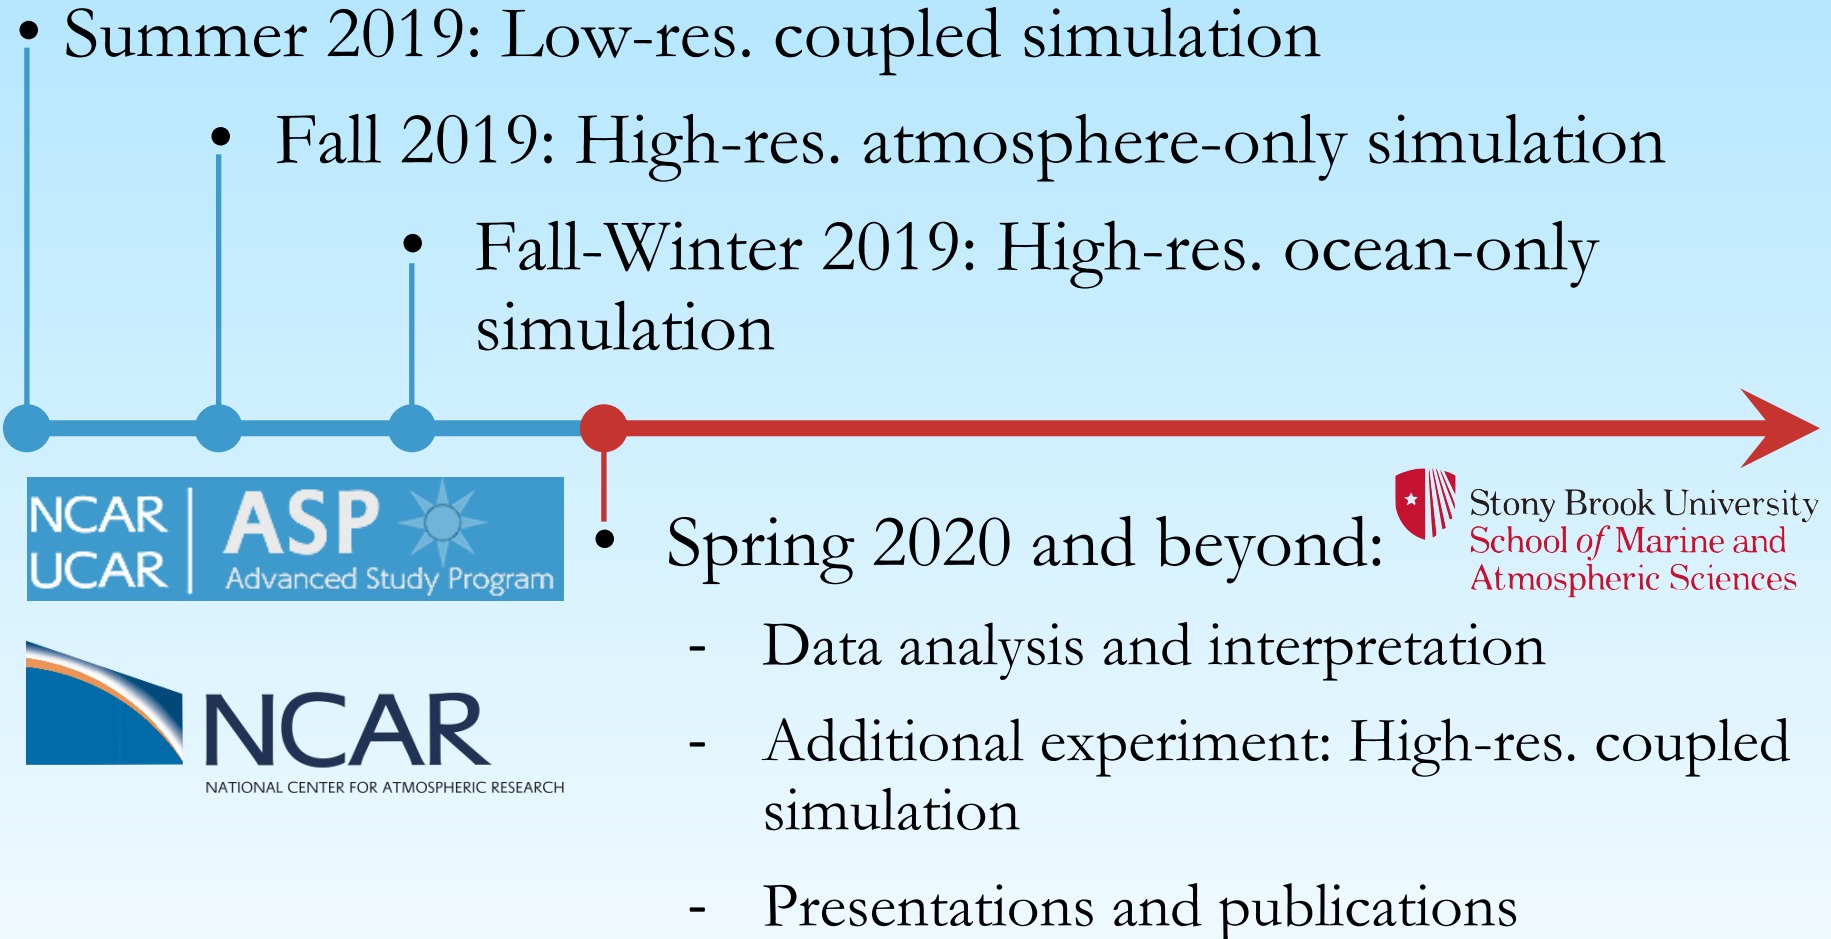 • Summer 2019: Low-res. coupled simulation
• Fall 2019: High-res. atmosphere-only simulation
• Fall-Winter 2019: High-res. ocean-only
simulation
NCAR
UCAR
ASP
Advanced Study Program
NCAR
NATIONAL CENTER FOR ATMOSPHERIC RESEARCH
• Spring 2020 and beyond:
Stony Brook University
School of Marine and
Atmospheric Sciences
- Data analysis and interpretation
- Additional experiment: High-res. coupled
simulation
- Presentations and publications